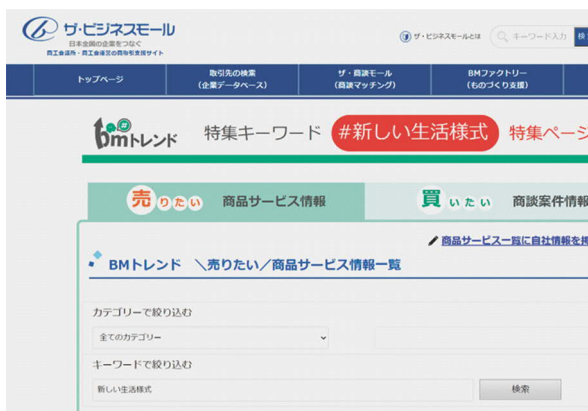 ザ・ビジネスモール
日本全国の企業をつなぐ
商工会議所・商工会運営の商取引支援サイト
ザ・ビジネスモールとは
キーワード入力
検
トップページ
取引先の検索
(企業データベース)
ザ・商談モール
(商談マッチング)
BMファクトリー
(ものづくり支援)
bmトレンド
特集キーワード #新しい生活様式 特集ページ
売りたい 商品サービス情報
買いたい 商談案件情報
商品サービス一覧に自社情報を
BMトレンド \売りたい/商品サービス情報一覧
カテゴリーで絞り込む
全てのカテゴリー
キーワードで絞り込む
新しい生活様式
検索